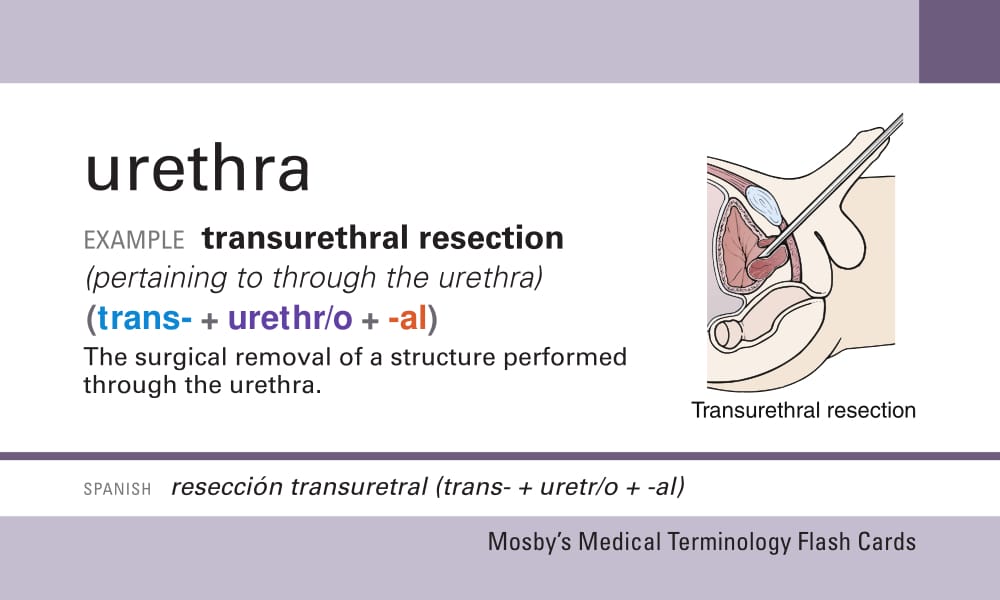 urethra
EXAMPLE transurethral resection
(pertaining to through the urethra)
(trans- + urethr/o + -al)
The surgical removal of a structure performed
through the urethra.
Transurethral resection
SPANISH resección transuretral (trans- + uretr/o + -al)
Mosby’s Medical Terminology Flash Cards